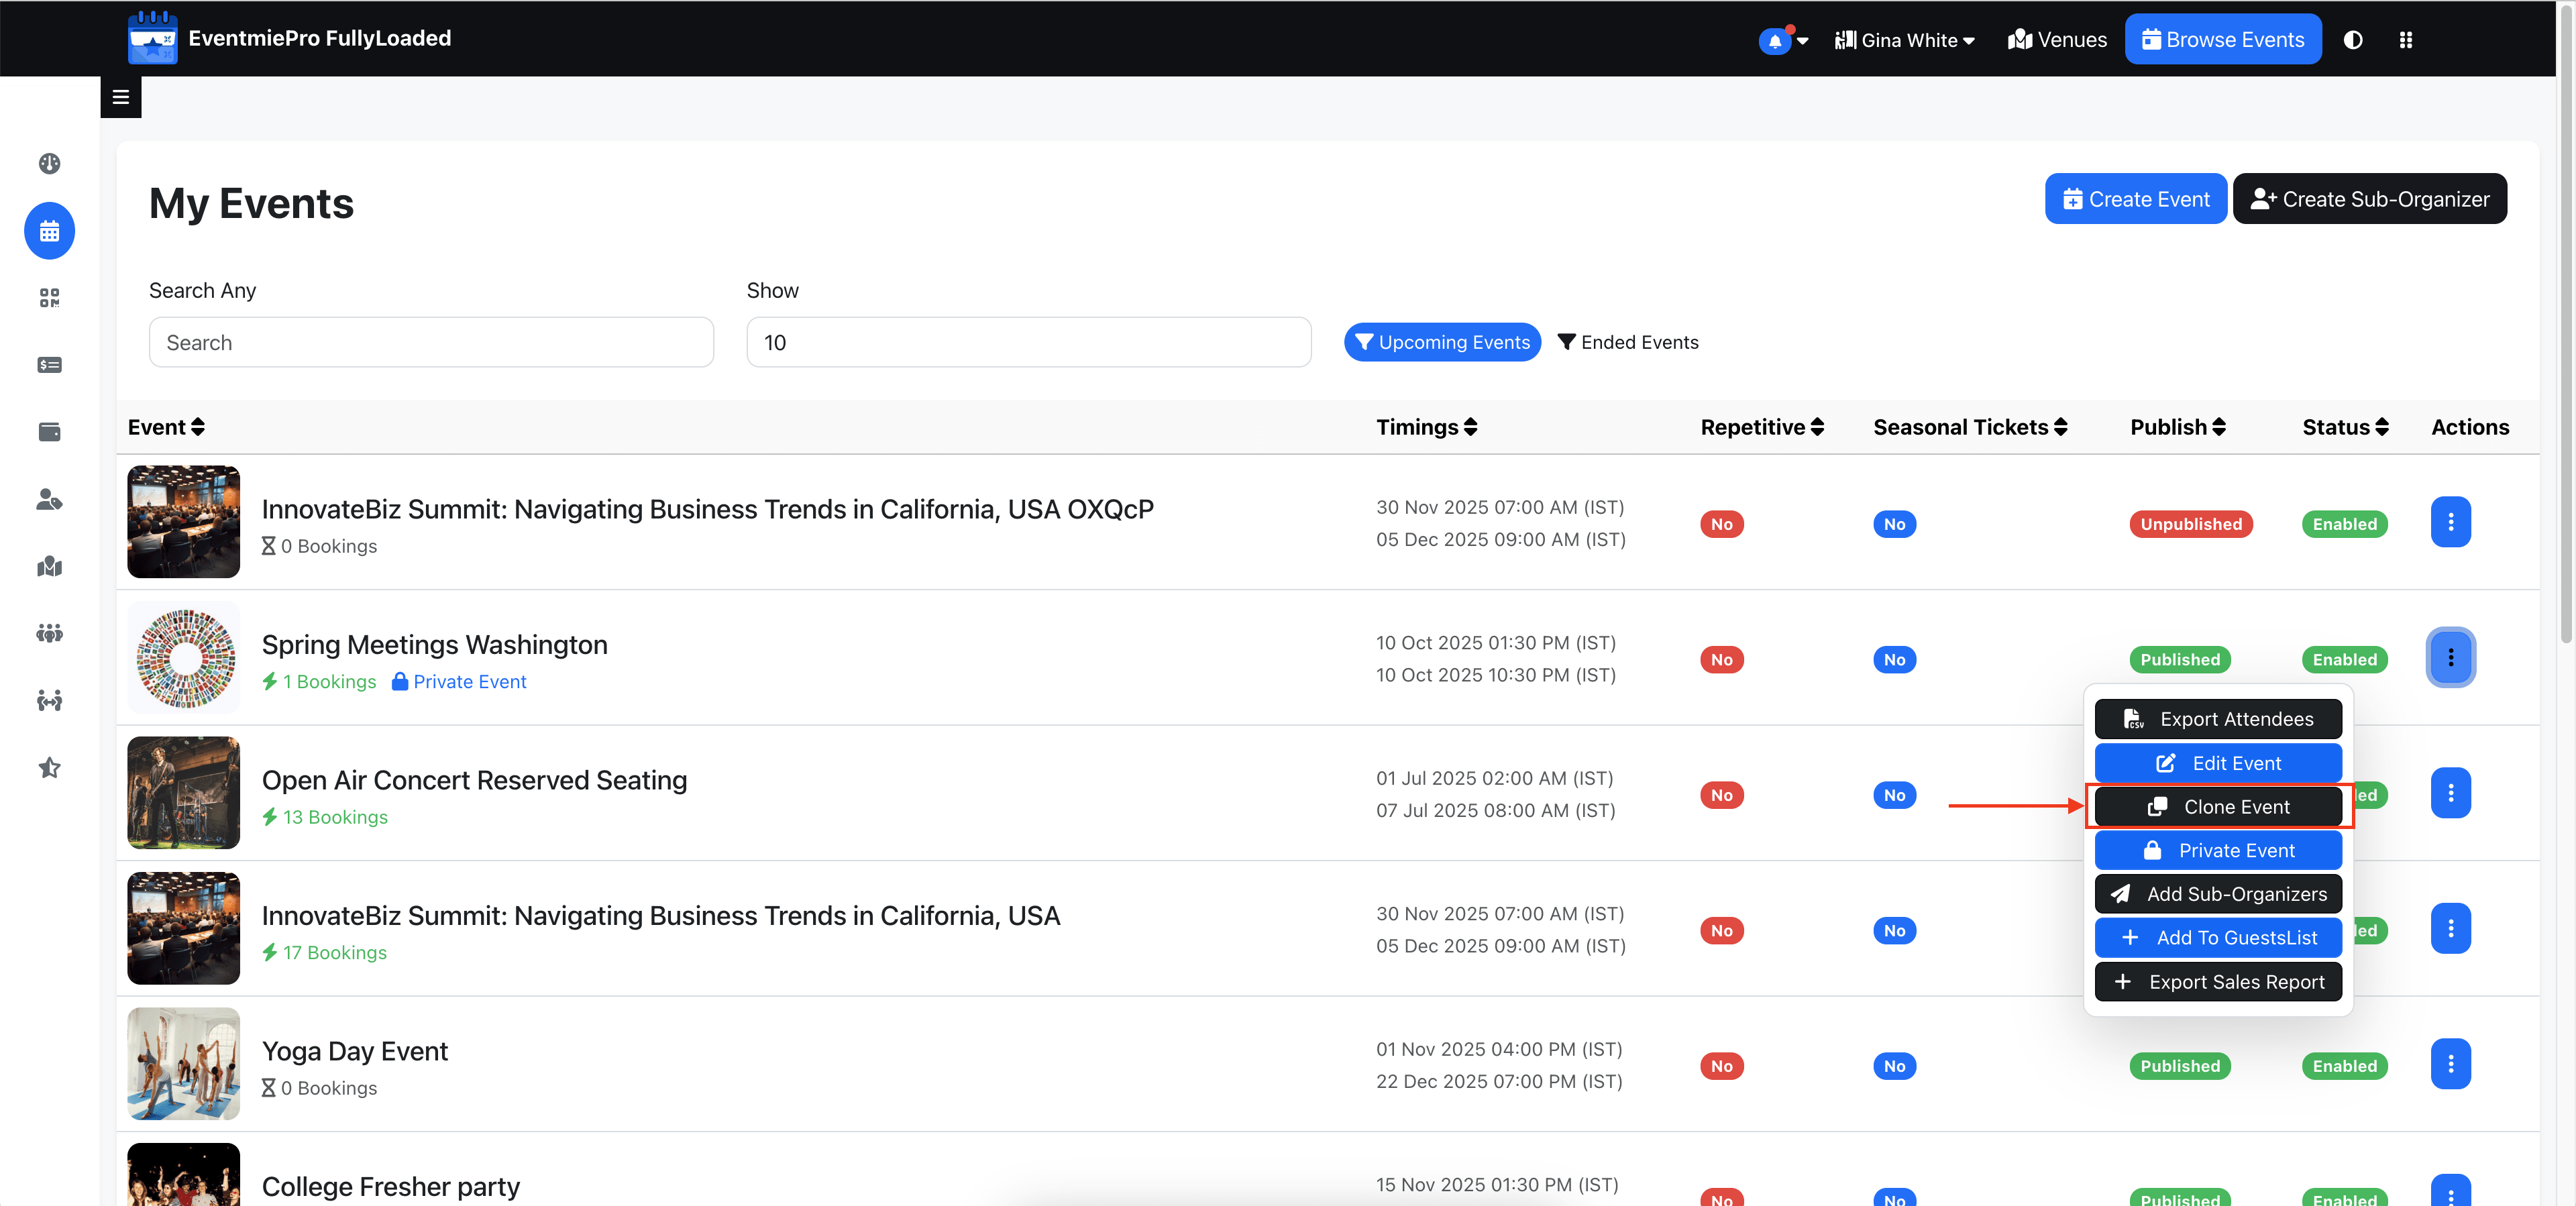 EventmiePro FullyLoaded
Gina White
Venues
Browse Events
My Events
Create Event
Create Sub-Organizer
Search Any
Show
Search
10
Upcoming Events
Ended Events
Event
Timings
Repetitive
Seasonal Tickets
Publish
Status
Actions
InnovateBiz Summit: Navigating Business Trends in California, USA OXQcP
0 Bookings
30 Nov 2025 07:00 AM (IST)
05 Dec 2025 09:00 AM (IST)
No
No
Unpublished
Enabled
Spring Meetings Washington
1 Bookings
Private Event
10 Oct 2025 01:30 PM (IST)
10 Oct 2025 10:30 PM (IST)
No
No
Published
Enabled
CSV
Export Attendees
Edit Event
Clone Event
Private Event
Add Sub-Organizers
Add To GuestsList
Export Sales Report
Open Air Concert Reserved Seating
13 Bookings
01 Jul 2025 02:00 AM (IST)
07 Jul 2025 08:00 AM (IST)
No
No
led
InnovateBiz Summit: Navigating Business Trends in California, USA
17 Bookings
30 Nov 2025 07:00 AM (IST)
05 Dec 2025 09:00 AM (IST)
No
No
led
Yoga Day Event
0 Bookings
01 Nov 2025 04:00 PM (IST)
22 Dec 2025 07:00 PM (IST)
No
No
Published
Enabled
College Fresher party
15 Nov 2025 01:30 PM (IST)
No
No
Published
Enabled